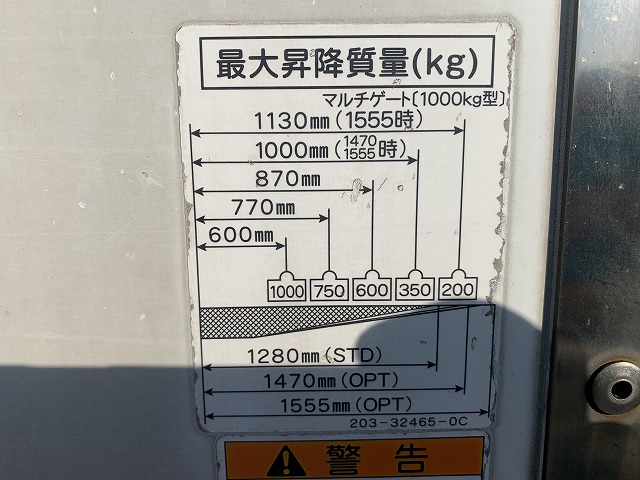 最大昇降質量(kg)
マルチゲート〔1000kg型〕
1130mm(1555時)
1000mm(1470 1555時)
870mm
770mm
600mm
1000 750 600 350 200
1280mm(STD)
1470mm(OPT)
1555mm(OPT)
203-32465-0C
警告